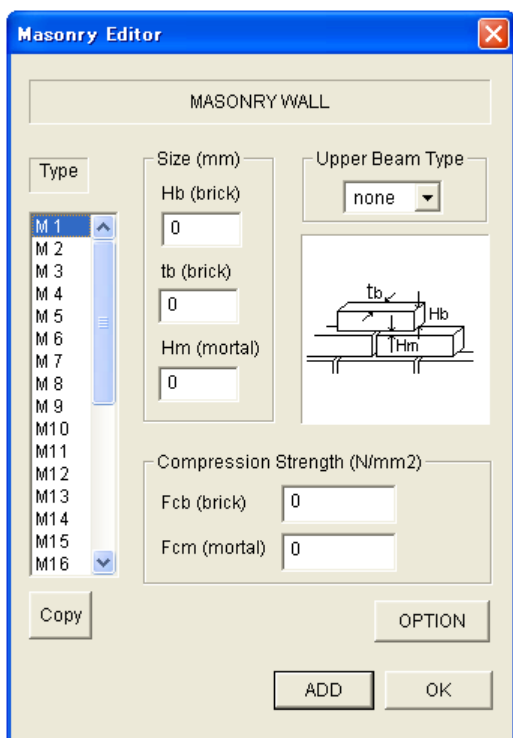 Masonry Editor
MASONRY WALL
Type
M 1
M 2
M 3
M 4
M 5
M 6
M 7
M 8
M 9
M10
M11
M12
M13
M14
M15
M16
Copy
Size (mm)
Hb (brick)
0
tb (brick)
0
Hm (mortal)
0
Upper Beam Type
none
tb
Hb
Hm
Compression Strength (N/mm2)
Fcb (brick) 0
Fcm (mortal) 0
OPTION
ADD OK